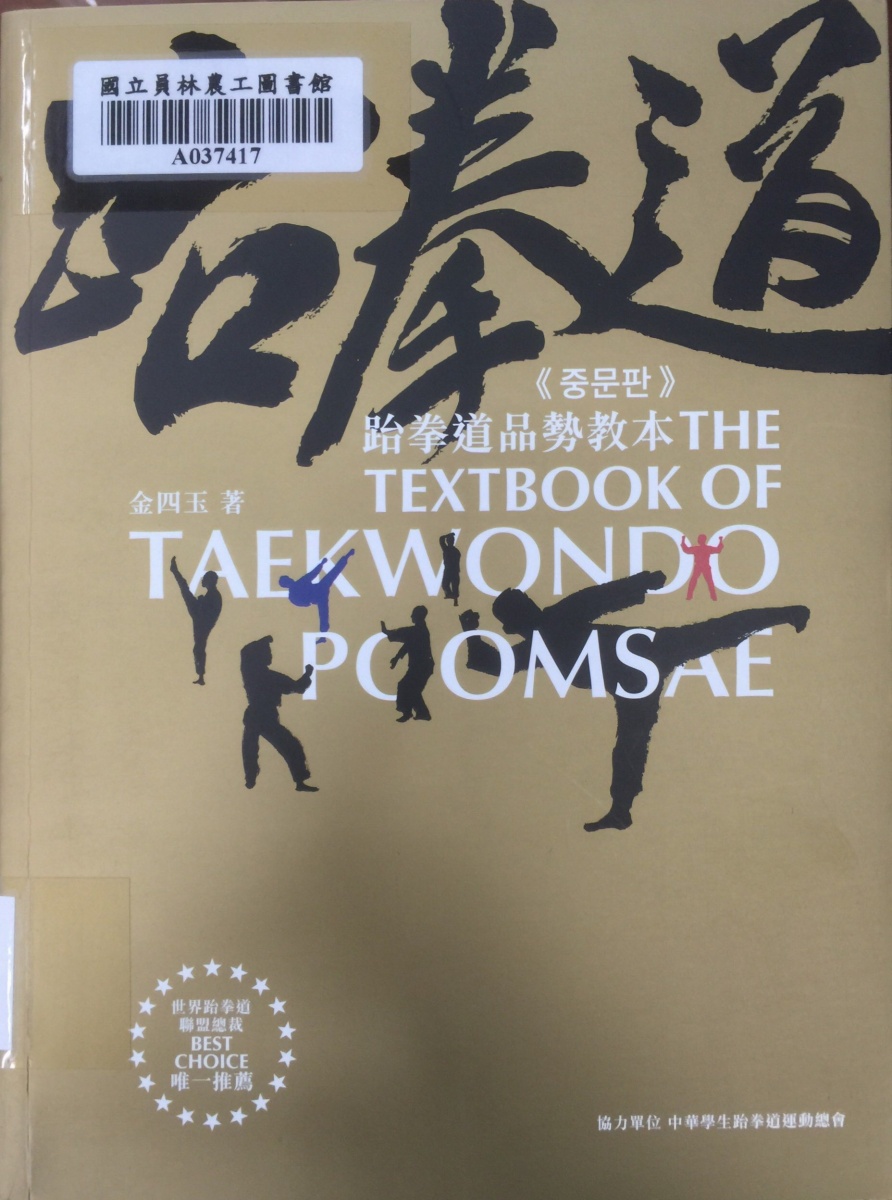 國立員林農工圖書館
A037417
跆拳道
《중문판》
跆拳道品勢教本THE
TEXTBOOK OF
金四玉 著
TAEKWONDO
POOMSAE
世界跆拳道
聯盟總裁
BEST
CHOICE
唯一推薦
協力單位 中華學生跆拳道運動總會